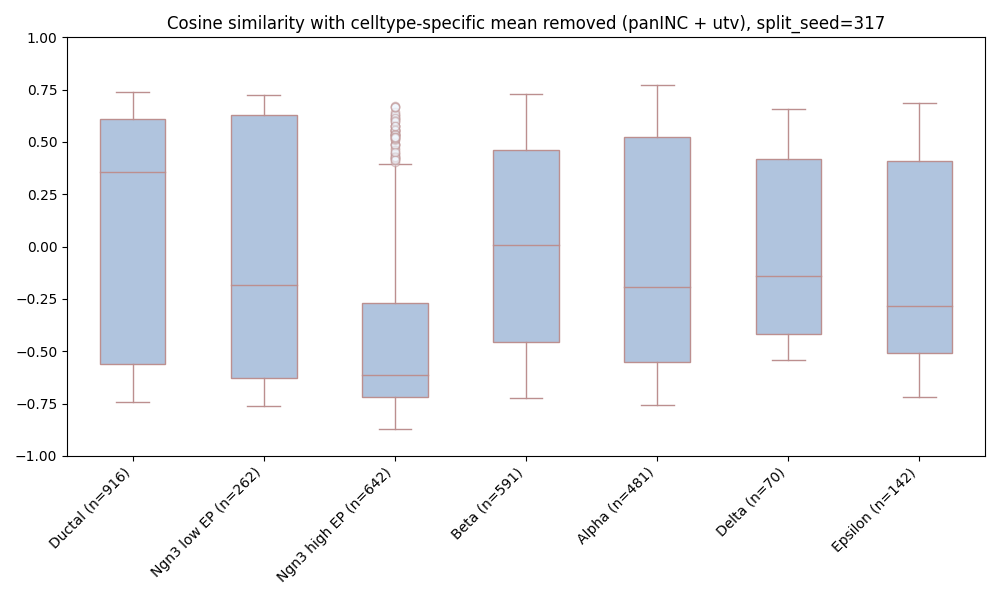 Cosine similarity with celltype-specific mean removed (panINC + utv), split_seed=317
1.00
0.75
0.50
0.25
0.00
−0.25
−0.50
−0.75
−1.00
Ductal (n=916)
Ngn3 low EP (n=262)
Ngn3 high EP (n=642)
Beta (n=591)
Alpha (n=481)
Delta (n=70)
Epsilon (n=142)